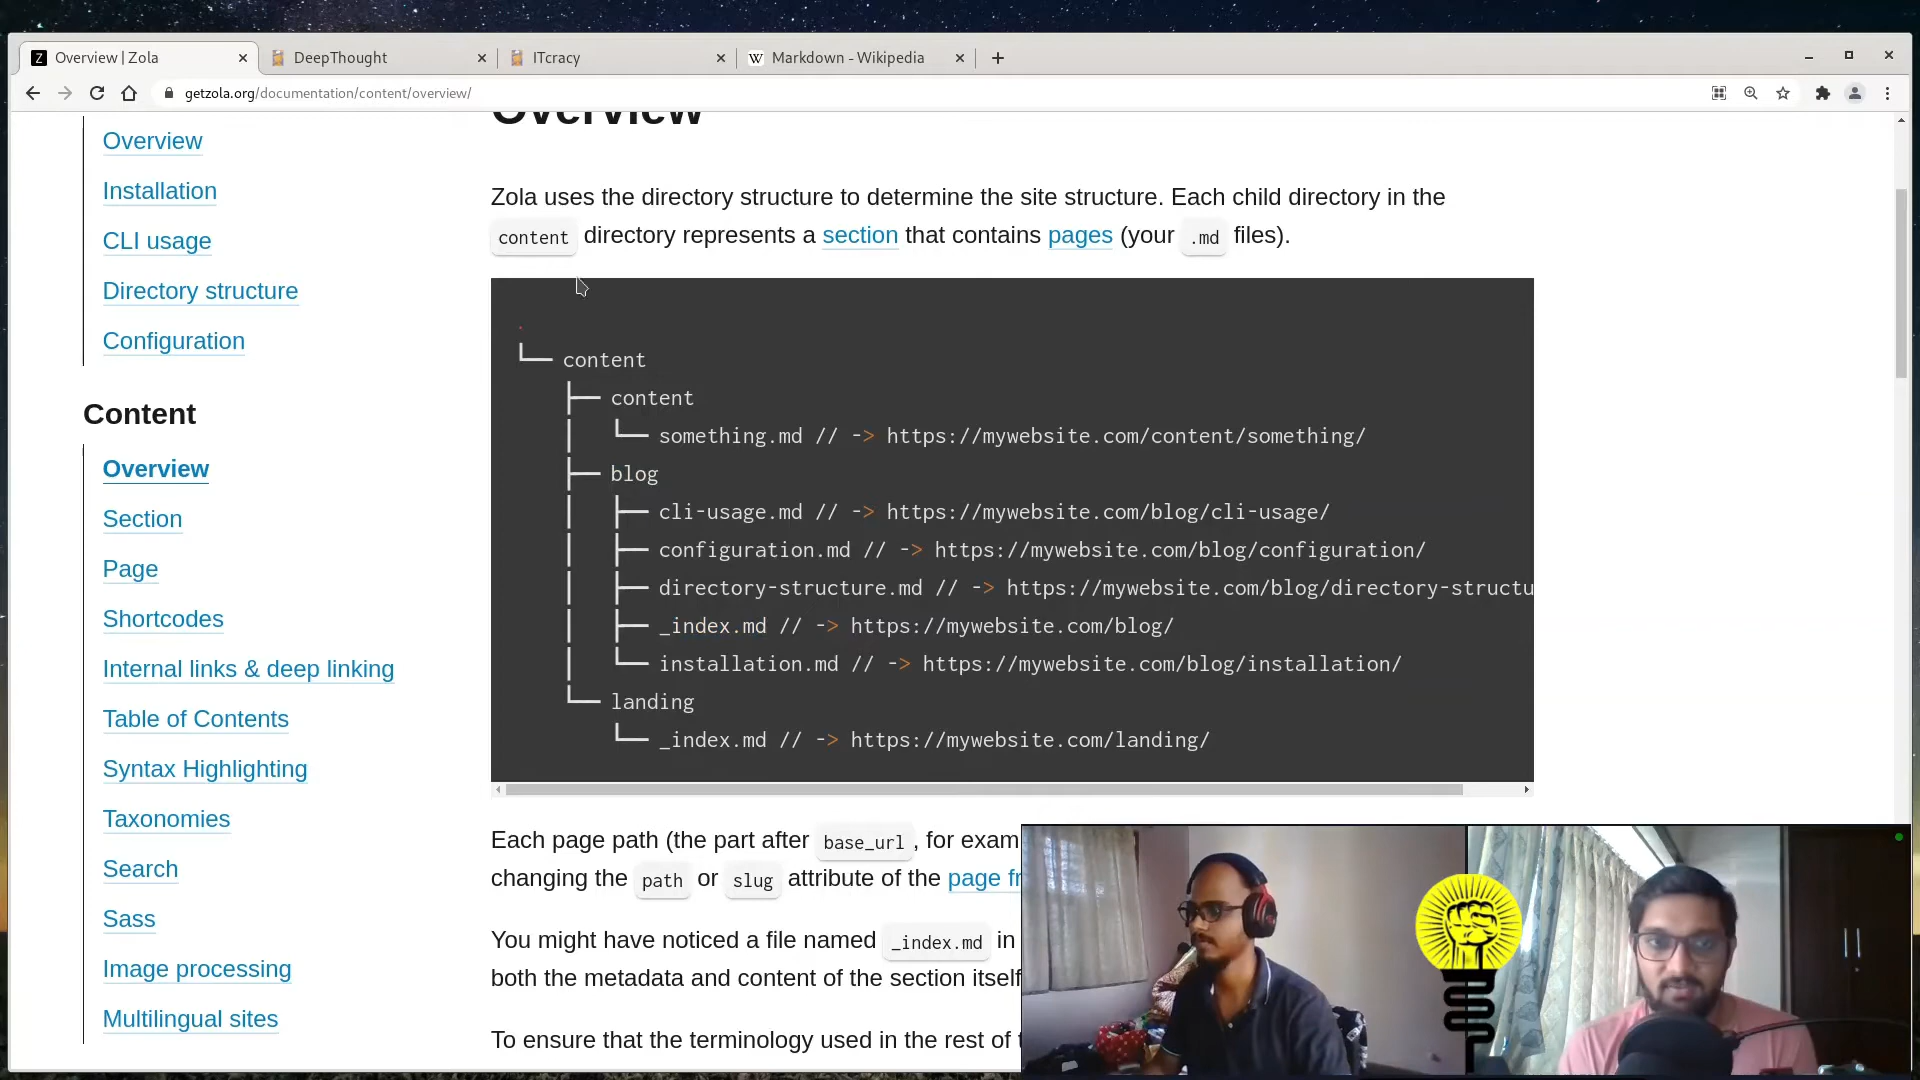 Overview | Zola
DeepThought
ITcracy
W Markdown - Wikipedia
getzola.org/documentation/content/overview/
Overview
Installation
CLI usage
Directory structure
Configuration
Content
Overview
Section
Page
Shortcodes
Internal links & deep linking
Table of Contents
Syntax Highlighting
Taxonomies
Search
Sass
Image processing
Multilingual sites
Overview
Zola uses the directory structure to determine the site structure. Each child directory in the
content directory represents a section that contains pages (your .md files).
.
└── content
├── content
│ └── something.md // -> https://mywebsite.com/content/something/
├── blog
│ ├── cli-usage.md // -> https://mywebsite.com/blog/cli-usage/
│ ├── configuration.md // -> https://mywebsite.com/blog/configuration/
│ ├── directory-structure.md // -> https://mywebsite.com/blog/directory-structu
│ ├── _index.md // -> https://mywebsite.com/blog/
│ └── installation.md // -> https://mywebsite.com/blog/installation/
└── landing
└── _index.md // -> https://mywebsite.com/landing/
Each page path (the part after base_url, for exam
changing the path or slug attribute of the page fr
You might have noticed a file named _index.md in
both the metadata and content of the section itself
To ensure that the terminology used in the rest of t